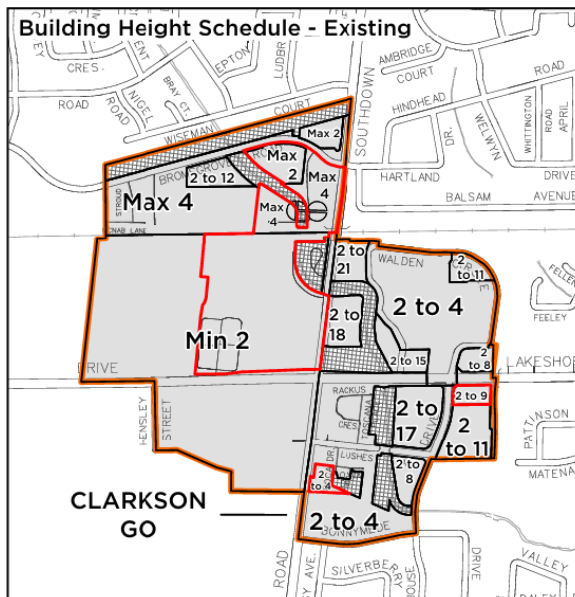 Building Height Schedule - Existing
CRES.
EPTON
LUDBR
BRAY CT.
NIGEL
ROAD
ROAD
WISEMAN
COURT
SOUTHDOWN
AMBRIDGE
COURT
ROAD
HINDHEAD
DR.
WELWYN
WHITTINGTON
ROAD
APRIL
Max 2
Max
2
2 to 12
Max
4
Max 4
Max
4
STROUD
HARTLAND
DRIVE
BALSAM
AVENUE
2 to
21
WALDEN
2
to 11
2 to 4
FELLEN
FEELEY
2 to
18
Min 2
2 to 15
2
to 8
DRIVE
LAKESHO
HENSLEY
STREET
RACKUS
CRES
TOSCANA
2 to
17
DRIVE
2 to 9
2
to 11
PATTINSON
MATENA
DR
LUSHES
2
to 4
2 to
8
CLARKSON
GO
2 to 4
BONNYMEDE
ROAD
SILVERBERRY
DRIVE
VALLEY